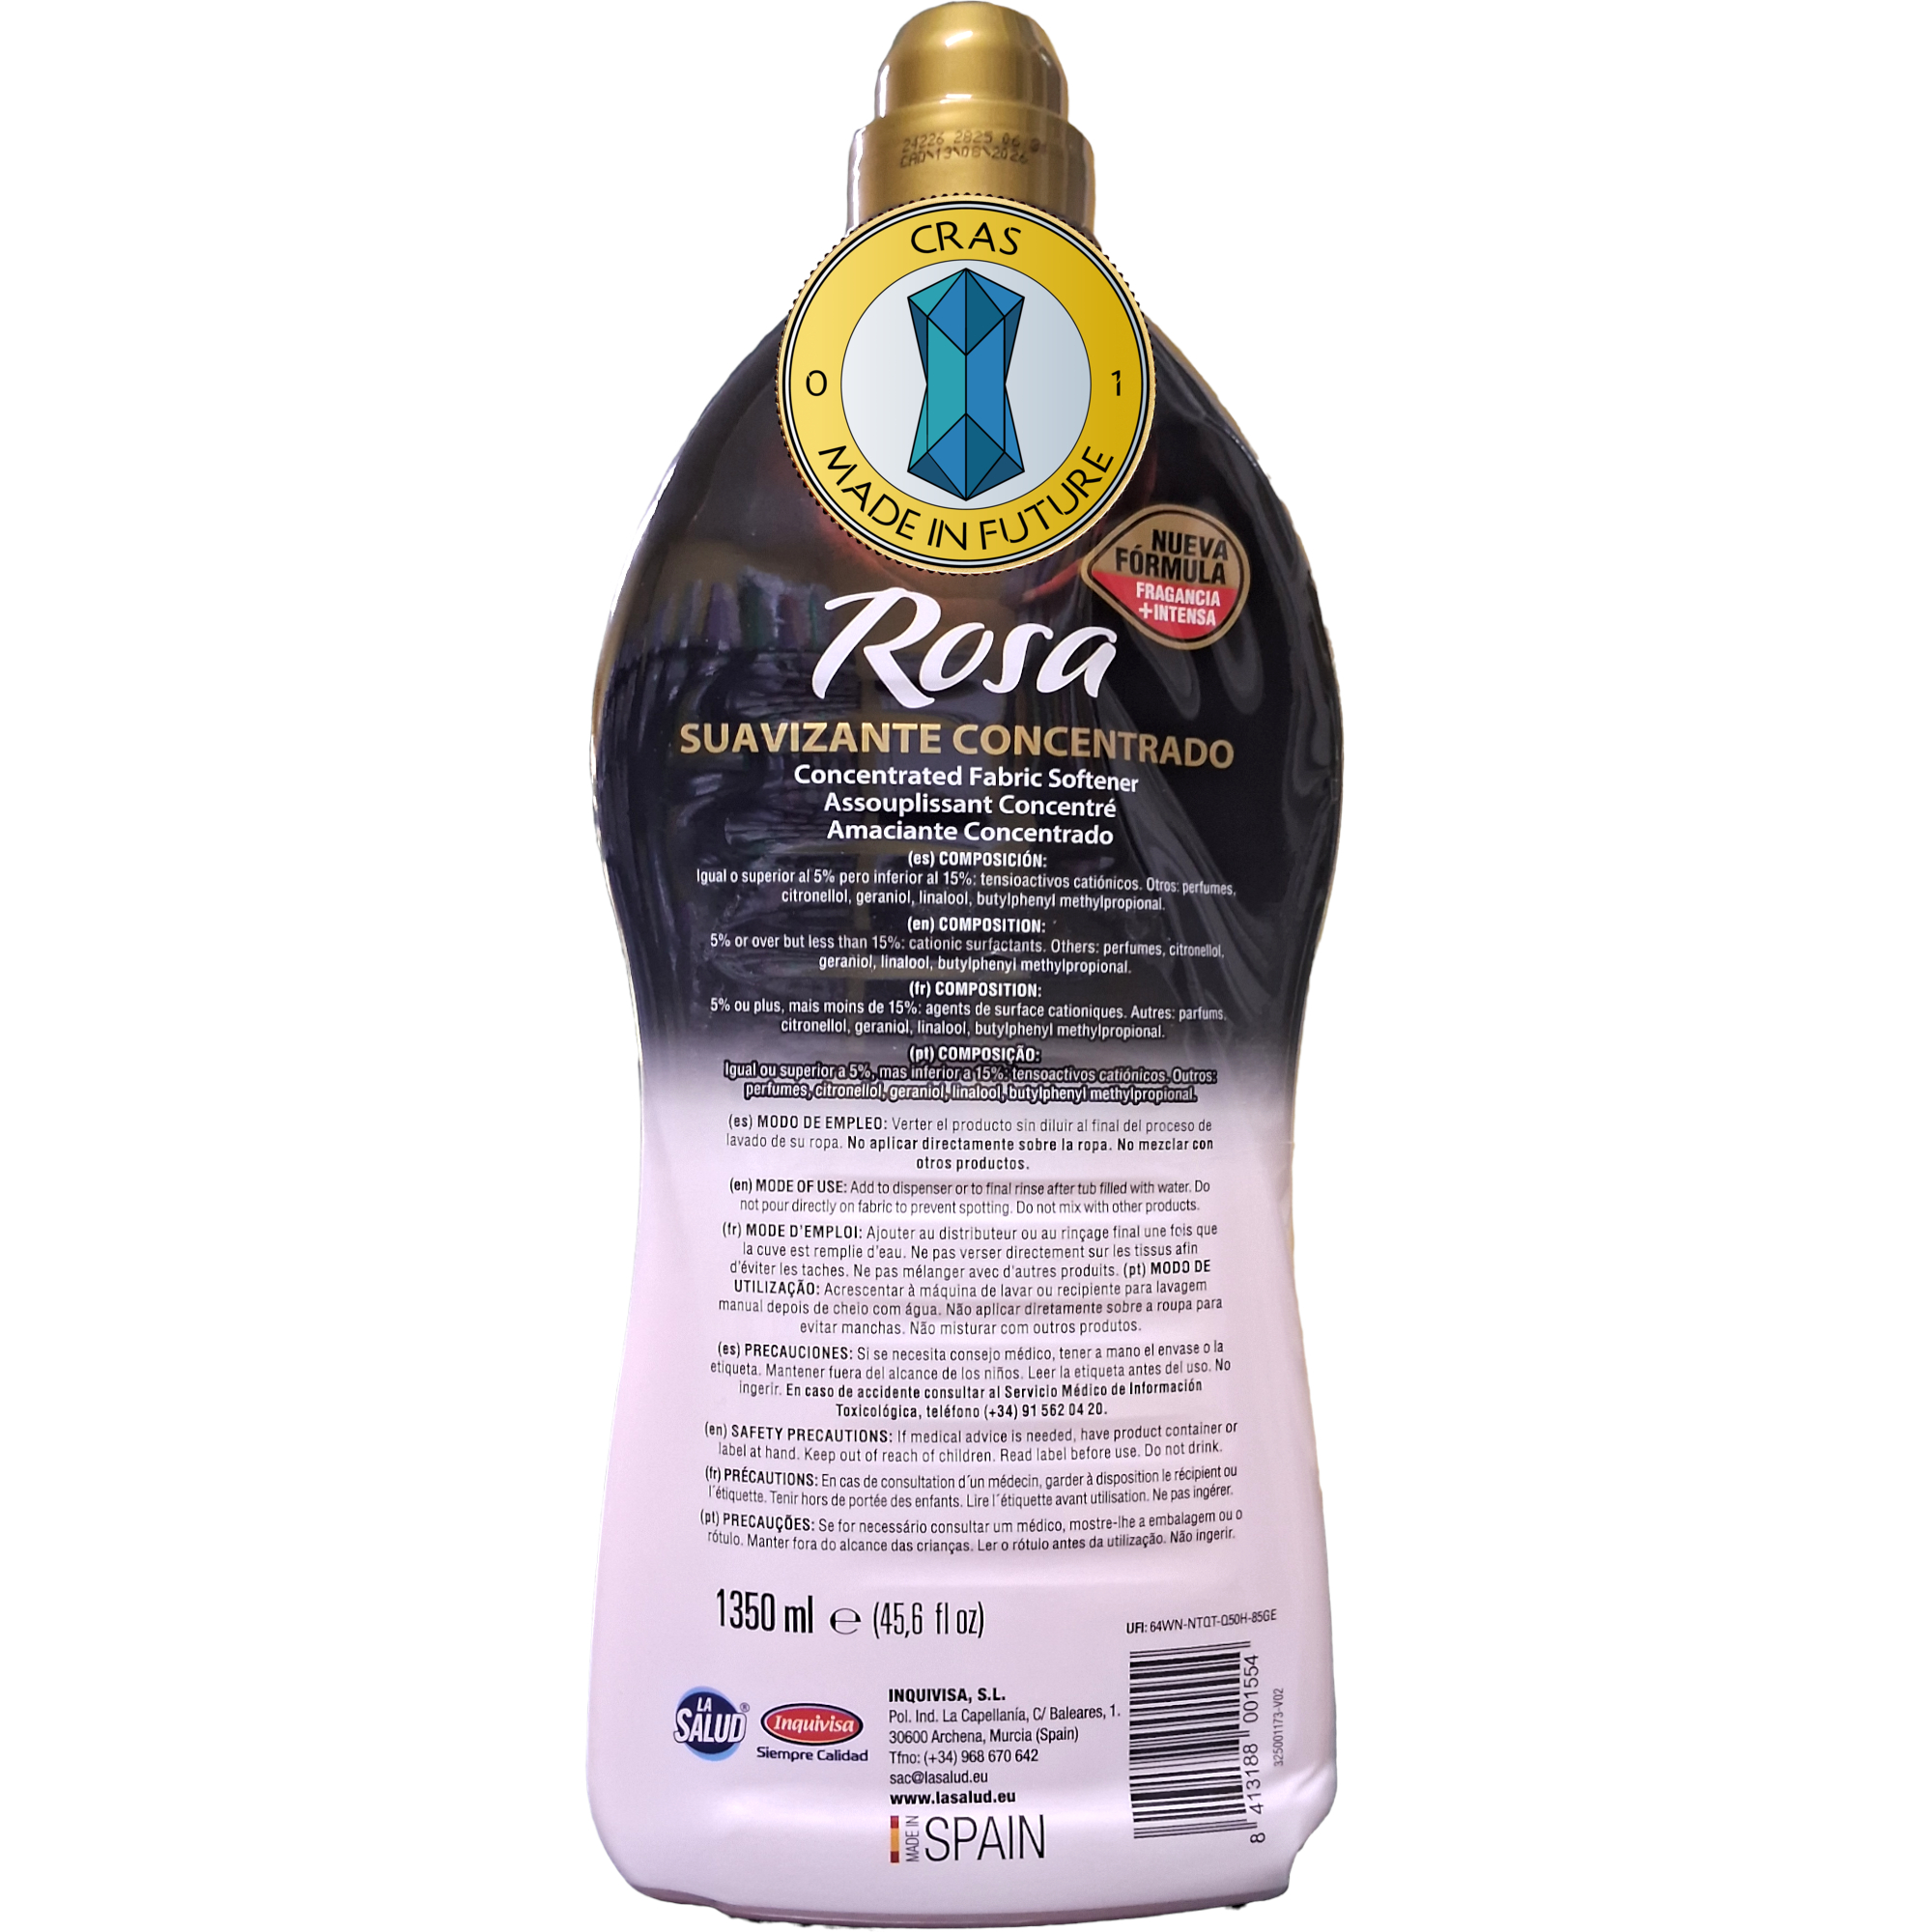 24226 2825 06
CAD\13\08\2026
CRAS
0 1
MADE IN FUTURE
NUEVA
FÓRMULA
FRAGANCIA
+INTENSA
Rosa
SUAVIZANTE CONCENTRADO
Concentrated Fabric Softener
Assouplissant Concentré
Amaciante Concentrado
(es) COMPOSICIÓN:
Igual o superior al 5% pero inferior al 15%: tensioactivos catiónicos. Otros: perfumes,
citronellol, geraniol, linalool, butylphenyl methylpropional.
(en) COMPOSITION:
5% or over but less than 15%: cationic surfactants. Others: perfumes, citronellol,
geraniol, linalool, butylphenyl methylpropional.
(fr) COMPOSITION:
5% ou plus, mais moins de 15%: agents de surface cationiques. Autres: parfums,
citronellol, geraniol, linalool, butylphenyl methylpropional.
(pt) COMPOSIÇÃO:
Igual ou superior a 5%, mas inferior a 15%: tensoactivos catiónicos. Outros:
perfumes, citronellol, geraniol, linalool, butylphenyl methylpropional.
(es) MODO DE EMPLEO: Verter el producto sin diluir al final del proceso de
lavado de su ropa. No aplicar directamente sobre la ropa. No mezclar con
otros productos.
(en) MODE OF USE: Add to dispenser or to final rinse after tub filled with water. Do
not pour directly on fabric to prevent spotting. Do not mix with other products.
(fr) MODE D'EMPLOI: Ajouter au distributeur ou au rinçage final une fois que
la cuve est remplie d'eau. Ne pas verser directement sur les tissus afin
d'éviter les taches. Ne pas mélanger avec d'autres produits. (pt) MODO DE
UTILIZAÇÃO: Acrescentar à máquina de lavar ou recipiente para lavagem
manual depois de cheio com água. Não aplicar diretamente sobre a roupa para
evitar manchas. Não misturar com outros produtos.
(es) PRECAUCIONES: Si se necesita consejo médico, tener a mano el envase o la
etiqueta. Mantener fuera del alcance de los niños. Leer la etiqueta antes del uso. No
ingerir. En caso de accidente consultar al Servicio Médico de Información
Toxicológica, teléfono (+34) 91 562 04 20.
(en) SAFETY PRECAUTIONS: If medical advice is needed, have product container or
label at hand. Keep out of reach of children. Read label before use. Do not drink.
(fr) PRÉCAUTIONS: En cas de consultation d´un médecin, garder à disposition le récipient ou
l´étiquette. Tenir hors de portée des enfants. Lire l´étiquette avant utilisation. Ne pas ingérer.
(pt) PRECAUÇÕES: Se for necessário consultar um médico, mostre-lhe a embalagem ou o
rótulo. Manter fora do alcance das crianças. Ler o rótulo antes da utilização. Não ingerir.
1350 ml ℮ (45,6 fl oz)
UFI: 64WN-NTQT-Q50H-85GE
LA
SALUD®
Inquivisa
Siempre Calidad
INQUIVISA, S.L.
Pol. Ind. La Capellanía, C/ Baleares, 1.
30600 Archena, Murcia (Spain)
Tfno: (+34) 968 670 642
sac@lasalud.eu
www.lasalud.eu
MADE IN
SPAIN
8 413188 001554
325001173-V02